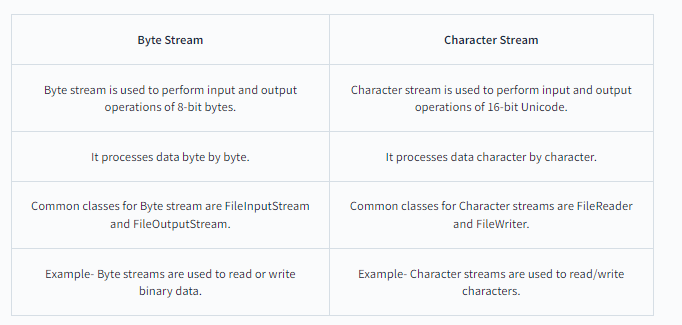 Byte Stream
Character Stream
Byte stream is used to perform input and output
operations of 8-bit bytes.
Character stream is used to perform input and output
operations of 16-bit Unicode.
It processes data byte by byte.
It processes data character by character.
Common classes for Byte stream are FileInputStream
and FileOutputStream.
Common classes for Character streams are FileReader
and FileWriter.
Example- Byte streams are used to read or write
binary data.
Example- Character streams are used to read/write
characters.